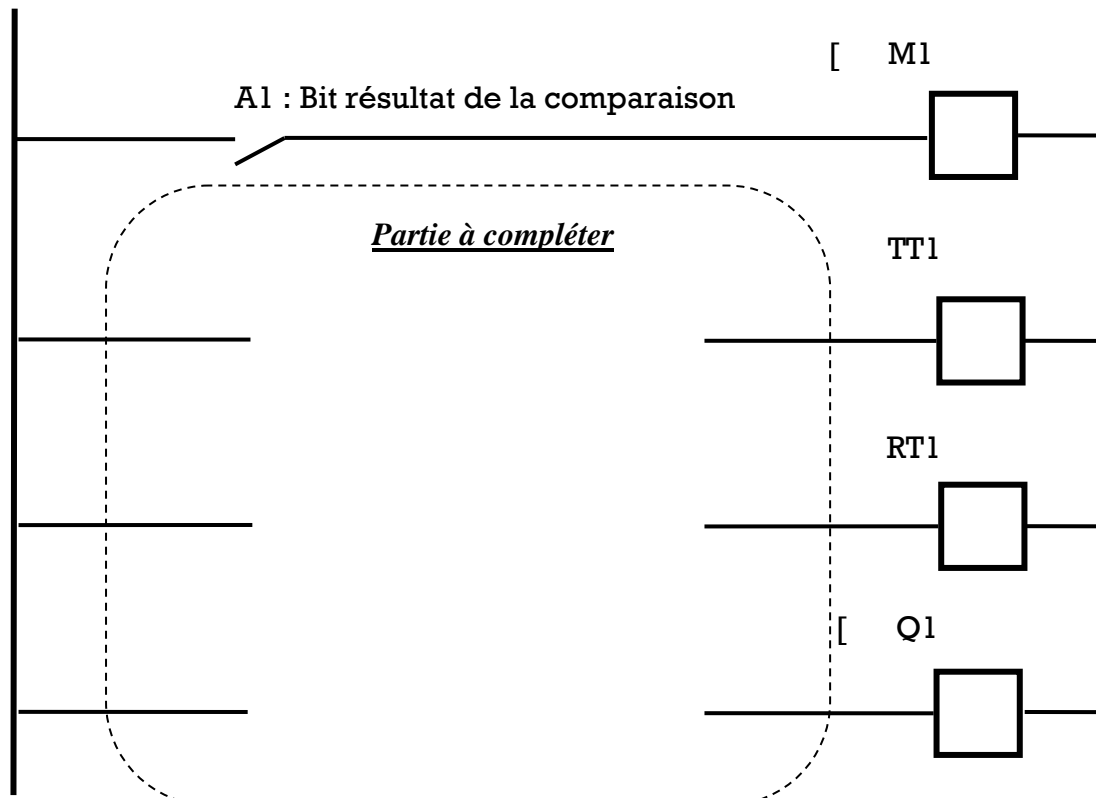 [ M1
A1 : Bit résultat de la comparaison
Partie à compléter
TT1
RT1
[ Q1